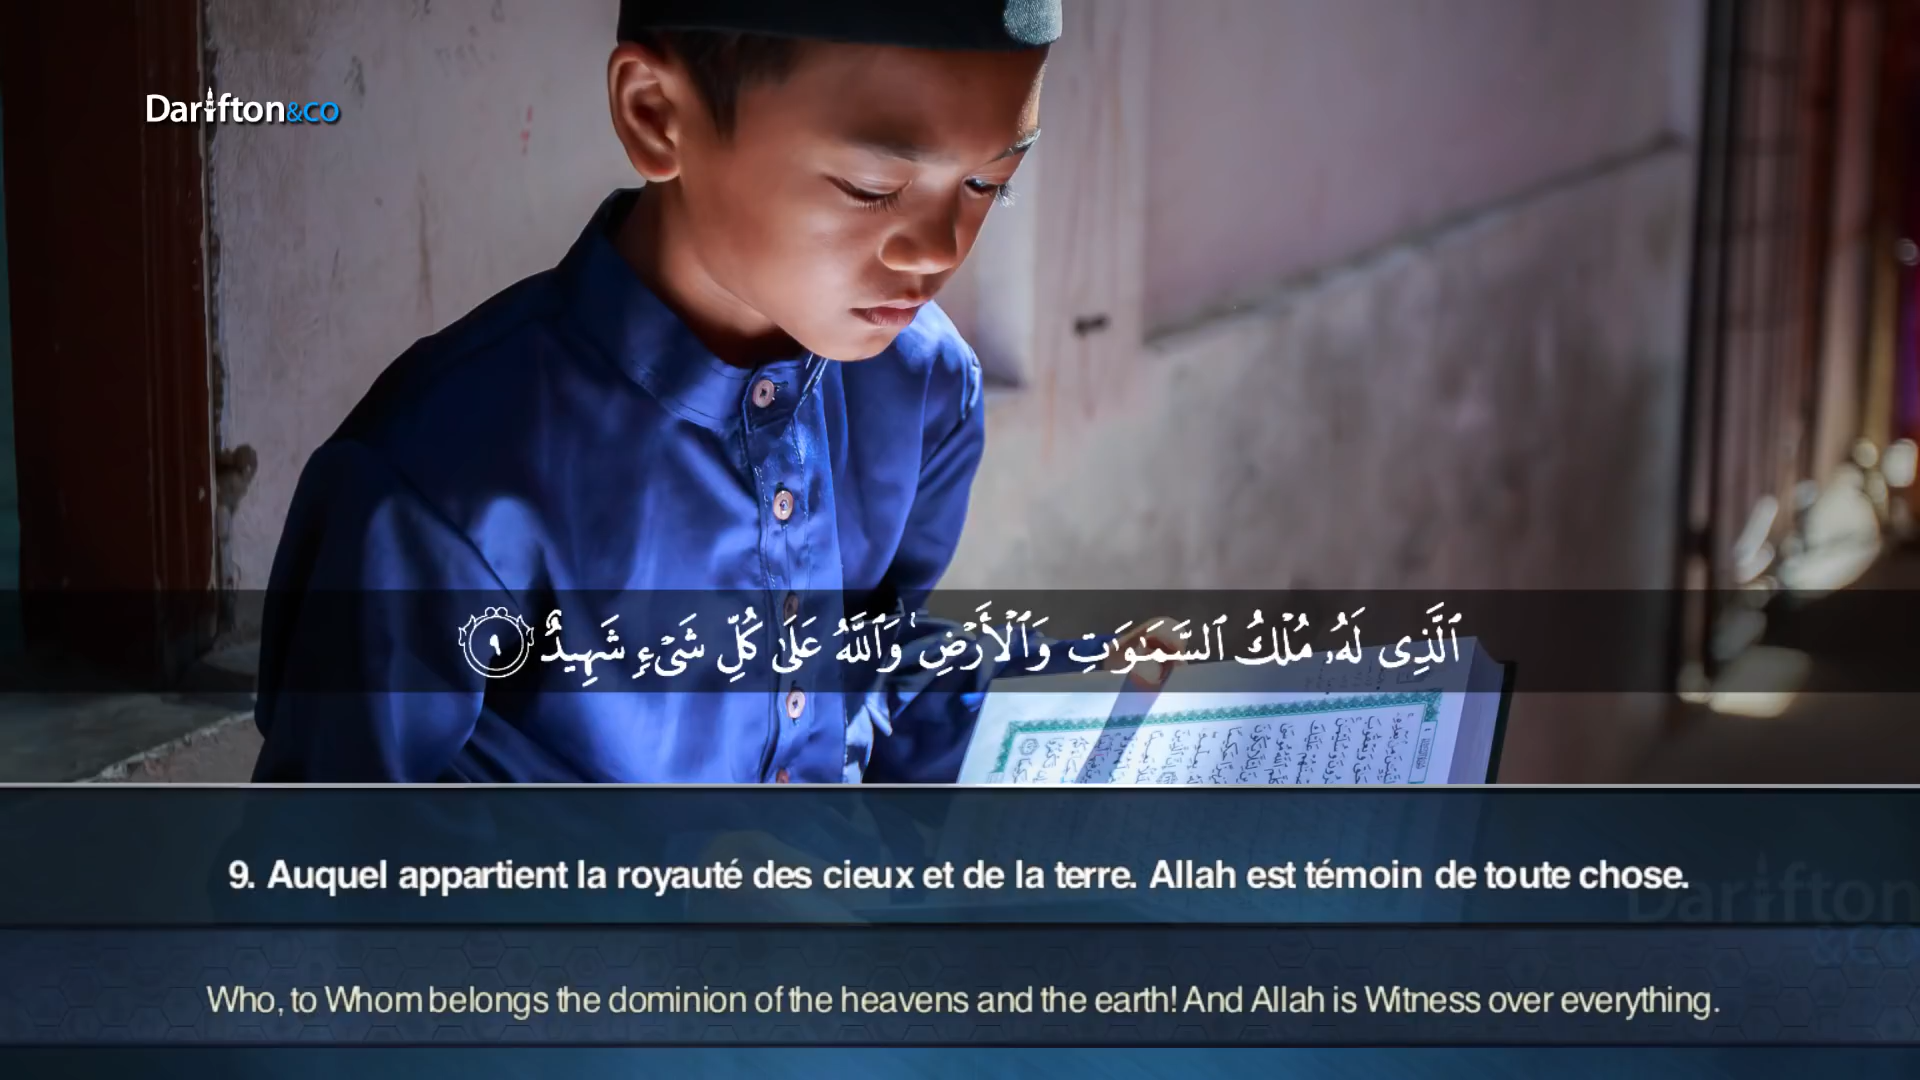 Darifton&co
ٱلَّذِى لَهُۥ مُلْكُ ٱلسَّمَـٰوَٰتِ وَٱلْأَرْضِ ۚ وَٱللَّهُ عَلَىٰ كُلِّ شَىْءٍ شَهِيدٌ ٩
9. Auquel appartient la royauté des cieux et de la terre. Allah est témoin de toute chose.
Darifton
&co
Who, to Whom belongs the dominion of the heavens and the earth! And Allah is Witness over everything.